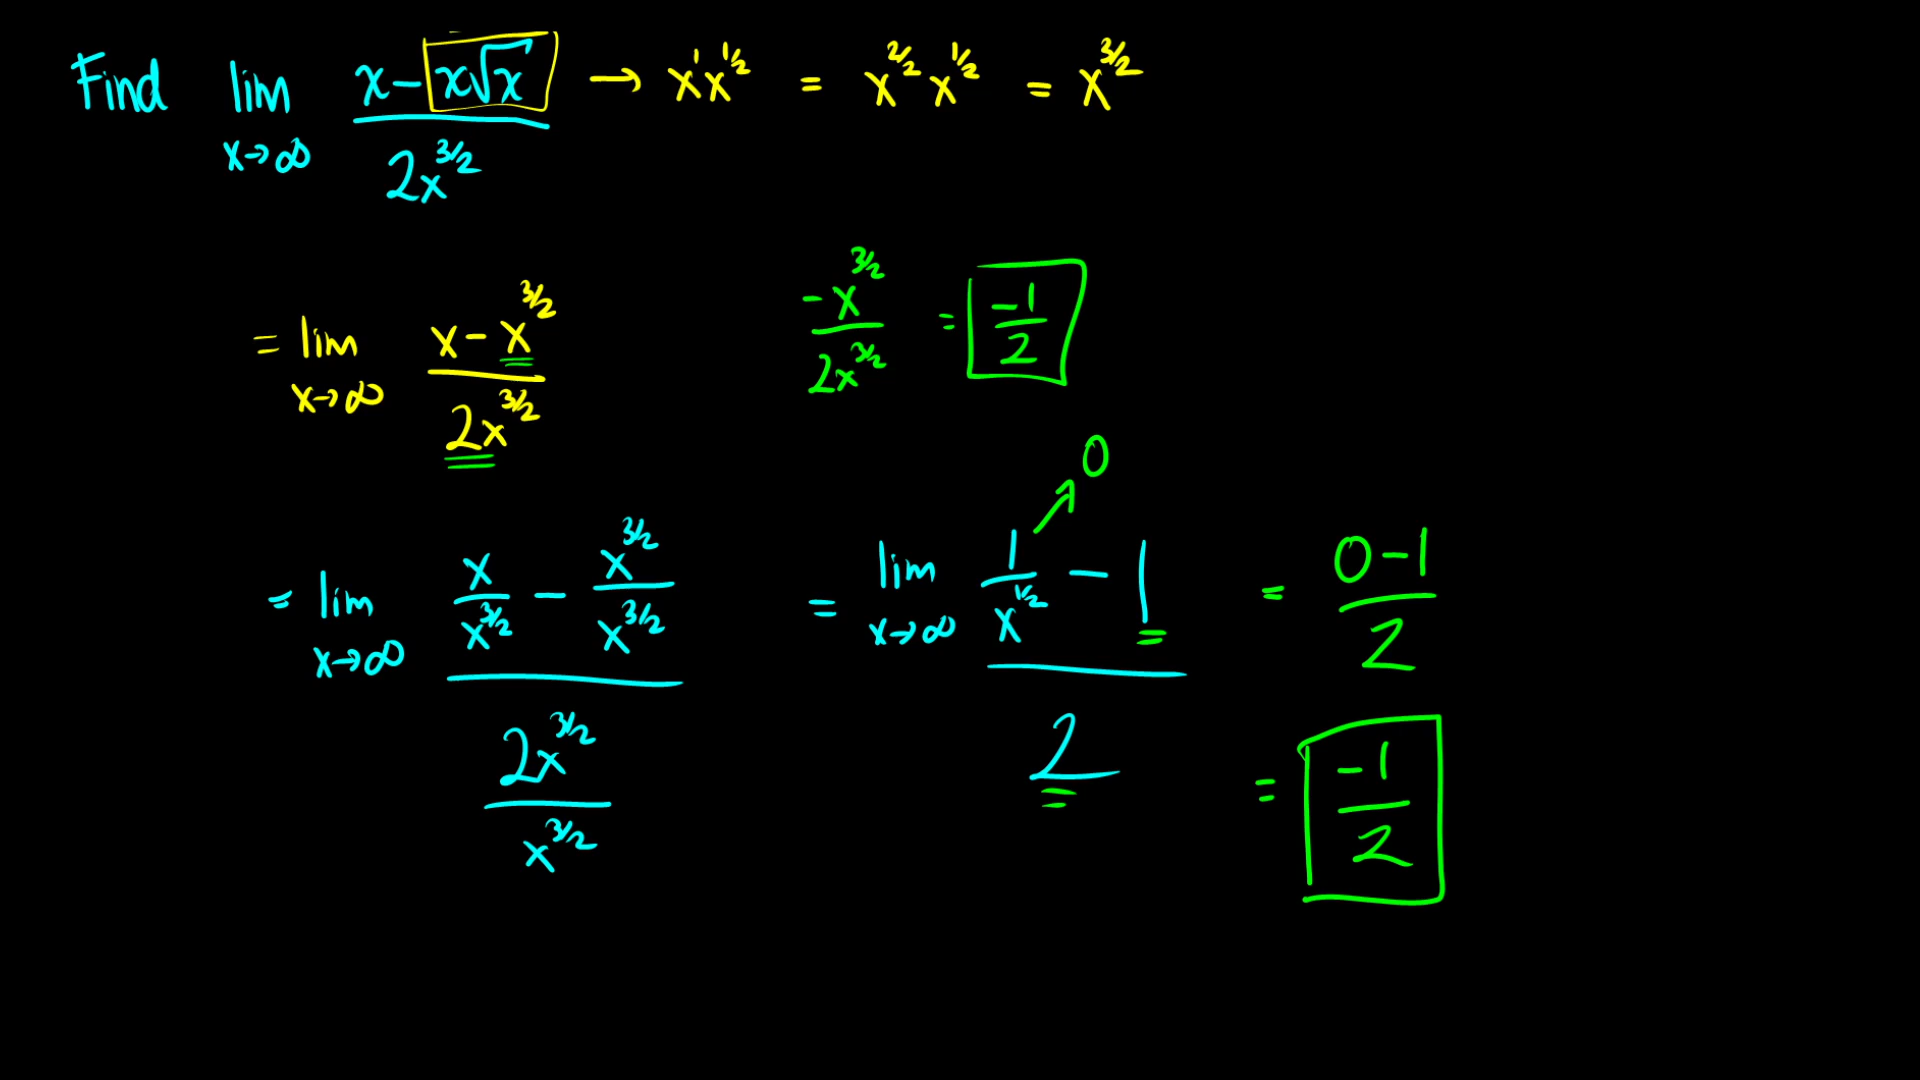 Find lim x→∞ (x − x√x) / (2x^(3/2)) → x^1 x^(1/2) = x^(2/2) x^(1/2) = x^(3/2)
= lim x→∞ (x − x^(3/2)) / (2x^(3/2))
(−x^(3/2)) / (2x^(3/2)) = −1/2
= lim x→∞ (x/x^(3/2) − x^(3/2)/x^(3/2)) / (2x^(3/2)/x^(3/2)) = lim x→∞ (1/x^(1/2) − 1) / 2 = (0−1)/2
0
= −1/2